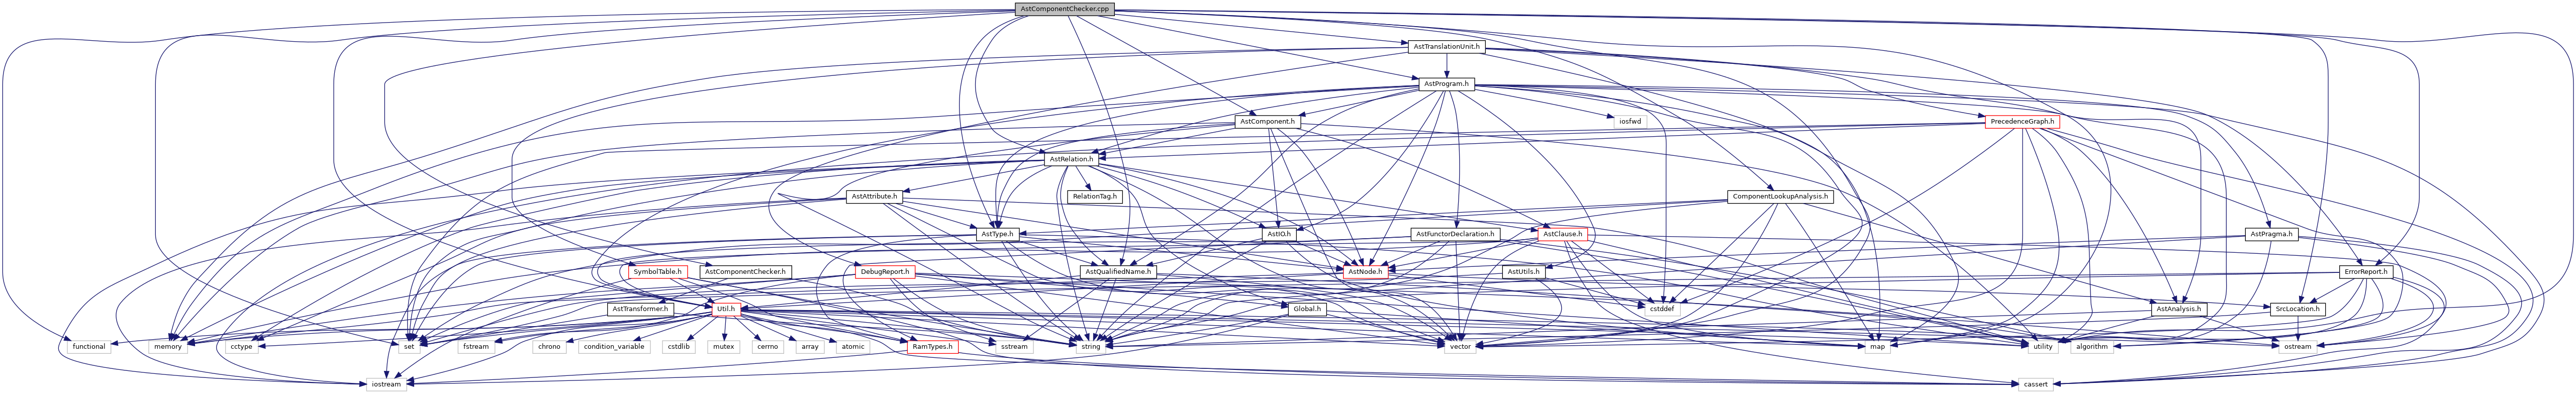 AstComponentChecker.cpp
AstTranslationUnit.h
AstProgram.h
AstComponent.h
iosfwd
PrecedenceGraph.h
AstRelation.h
AstAttribute.h
RelationTag.h
ComponentLookupAnalysis.h
AstType.h
AstIO.h
AstFunctorDeclaration.h
AstClause.h
AstPragma.h
SymbolTable.h
AstComponentChecker.h
DebugReport.h
AstQualifiedName.h
AstNode.h
AstUtils.h
ErrorReport.h
AstTransformer.h
Util.h
Global.h
cstddef
AstAnalysis.h
SrcLocation.h
functional
memory
cctype
set
fstream
chrono
condition_variable
cstdlib
mutex
cerrno
array
atomic
RamTypes.h
sstream
string
vector
map
utility
algorithm
ostream
iostream
cassert